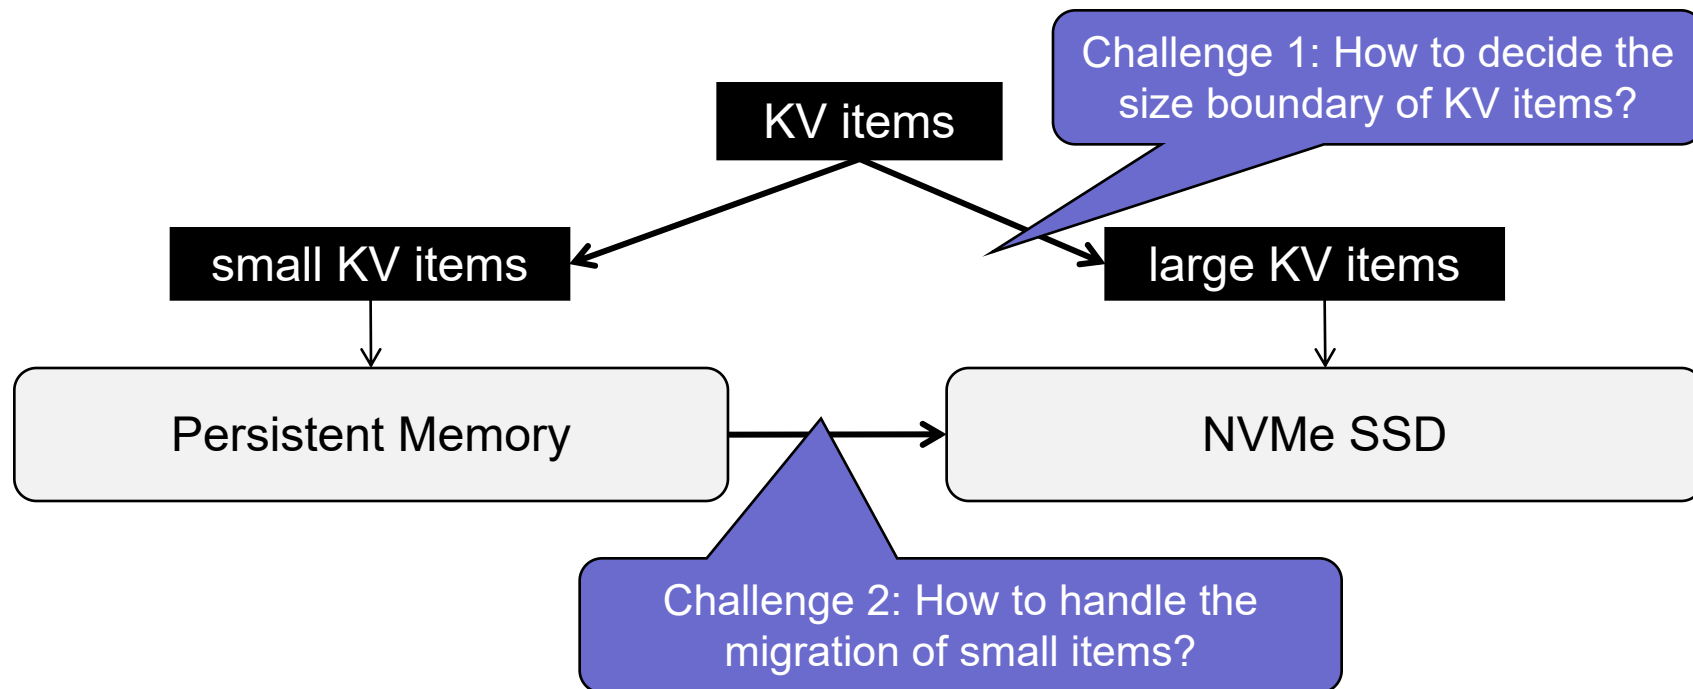 Challenge 1: How to decide the
size boundary of KV items?
KV items
small KV items
large KV items
Persistent Memory
NVMe SSD
Challenge 2: How to handle the
migration of small items?